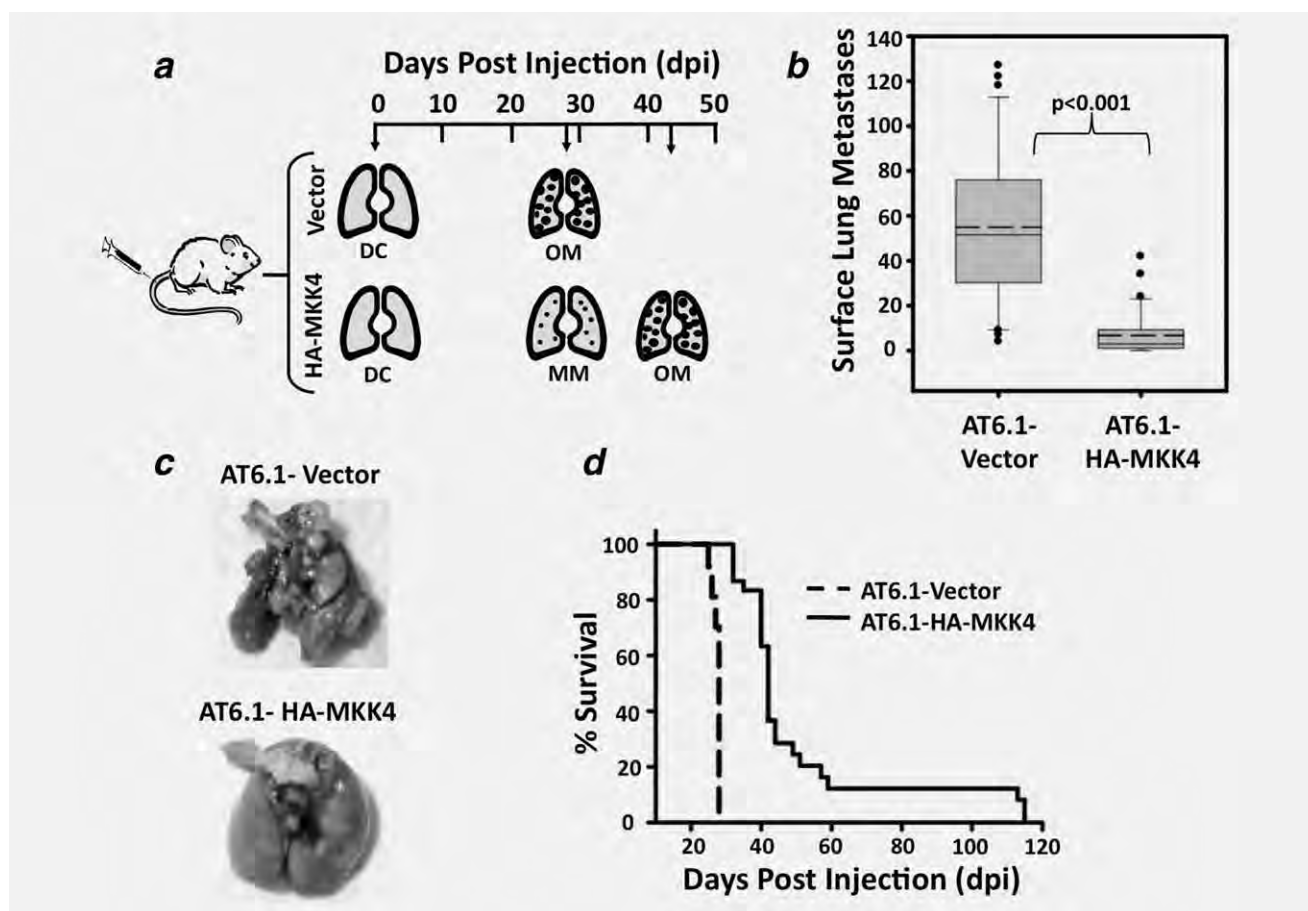 a
Days Post Injection (dpi)
0 10 20 30 40 50
Vector
DC
OM
HA-MKK4
DC
MM
OM
b
Surface Lung Metastases
140
120
100
80
60
40
20
0
p<0.001
AT6.1-
Vector
AT6.1-
HA-MKK4
c
AT6.1- Vector
AT6.1- HA-MKK4
d
% Survival
100
80
60
40
20
0
AT6.1-Vector
AT6.1-HA-MKK4
20 40 60 80 100 120
Days Post Injection (dpi)